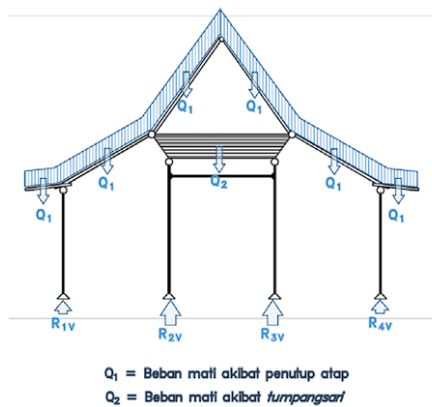 Q₁ Q₁
Q₁ Q₂ Q₁
Q₁ Q₁
R₁ᵥ R₂ᵥ R₃ᵥ R₄ᵥ
Q₁ = Beban mati akibat penutup atap
Q₂ = Beban mati akibat tumpangsari